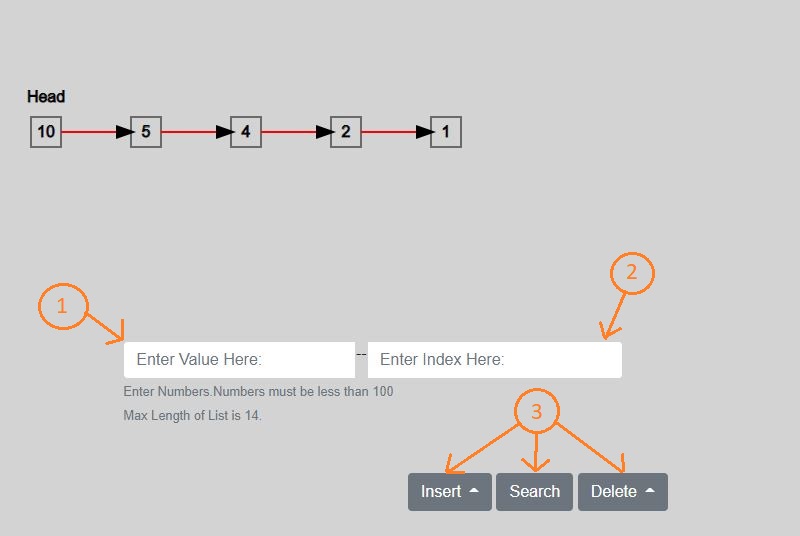 Head
10 5 4 2 1
2
1
Enter Value Here: -- Enter Index Here:
Enter Numbers.Numbers must be less than 100
Max Length of List is 14.
3
Insert Search Delete